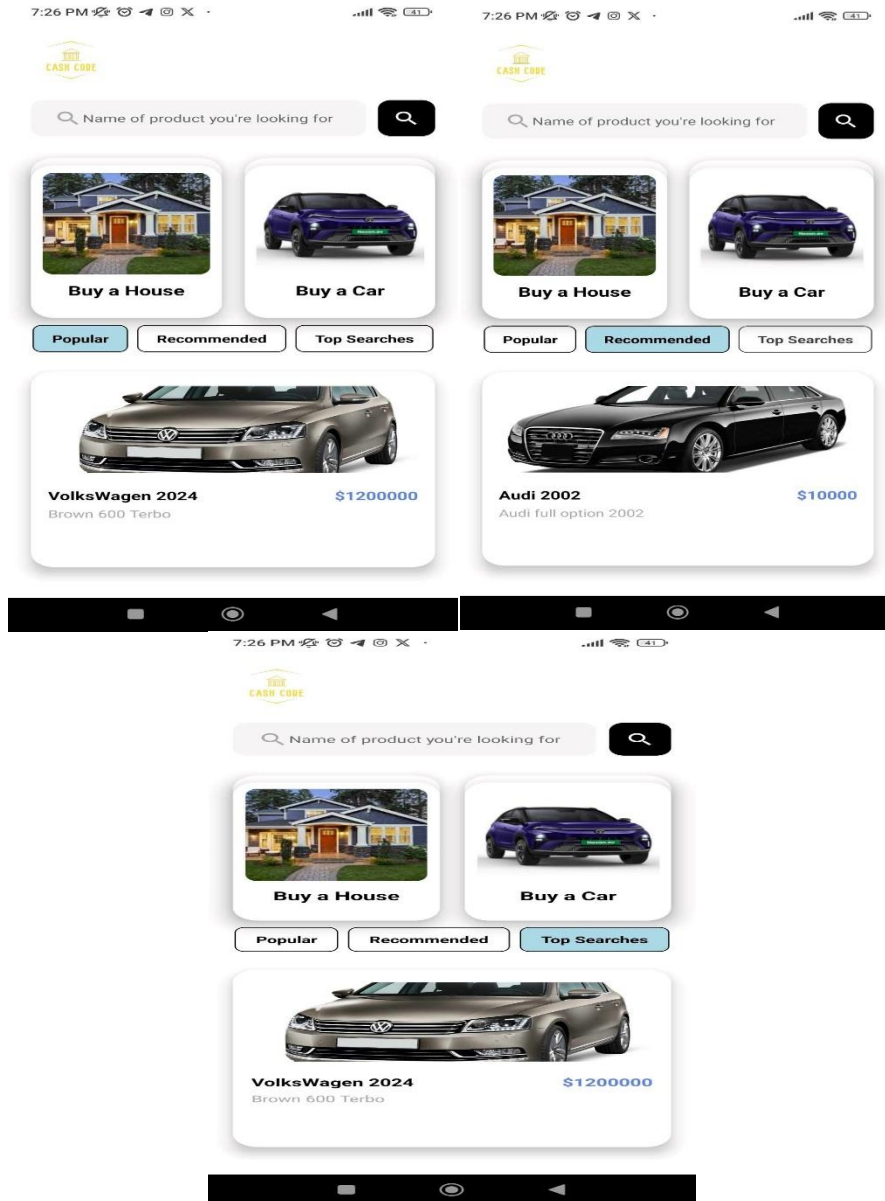 7:26 PM
41
CASH CODE
Name of product you're looking for
Buy a House
Buy a Car
Popular
Recommended
Top Searches
VolksWagen 2024
$1200000
Brown 600 Terbo
7:26 PM
41
CASH CODE
Name of product you're looking for
Buy a House
Buy a Car
Popular
Recommended
Top Searches
Audi 2002
$10000
Audi full option 2002
7:26 PM
41
CASH CODE
Name of product you're looking for
Buy a House
Buy a Car
Popular
Recommended
Top Searches
VolksWagen 2024
$1200000
Brown 600 Terbo